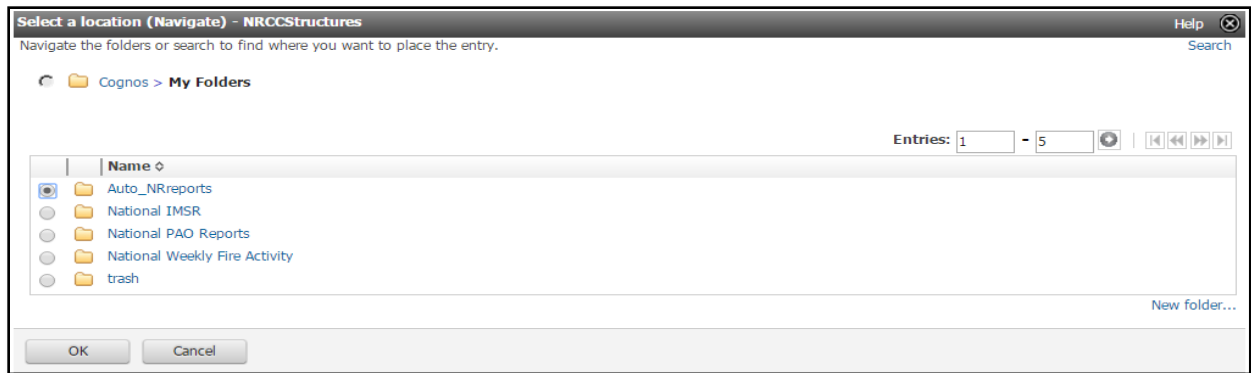 Select a location (Navigate) - NRCCStructures Help
Navigate the folders or search to find where you want to place the entry. Search
Cognos > My Folders
Entries: 1 - 5
Name
Auto_NRreports
National IMSR
National PAO Reports
National Weekly Fire Activity
trash
New folder...
OK Cancel